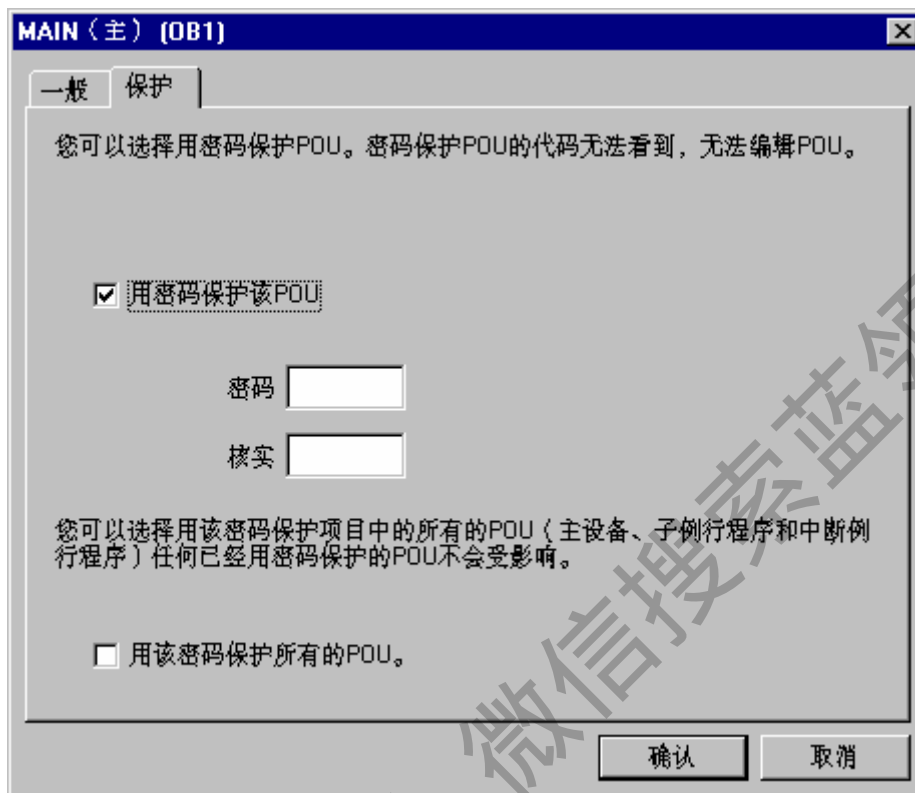 MAIN（主） (OB1)
一般 保护
您可以选择用密码保护POU。密码保护POU的代码无法看到，无法编辑POU。
用密码保护该POU
密码
核实
您可以选择用该密码保护项目中的所有的POU（主设备、子例行程序和中断例
行程序）任何已经用密码保护的POU不会受影响。
用该密码保护所有的POU。
确认 取消
微信搜索蓝领